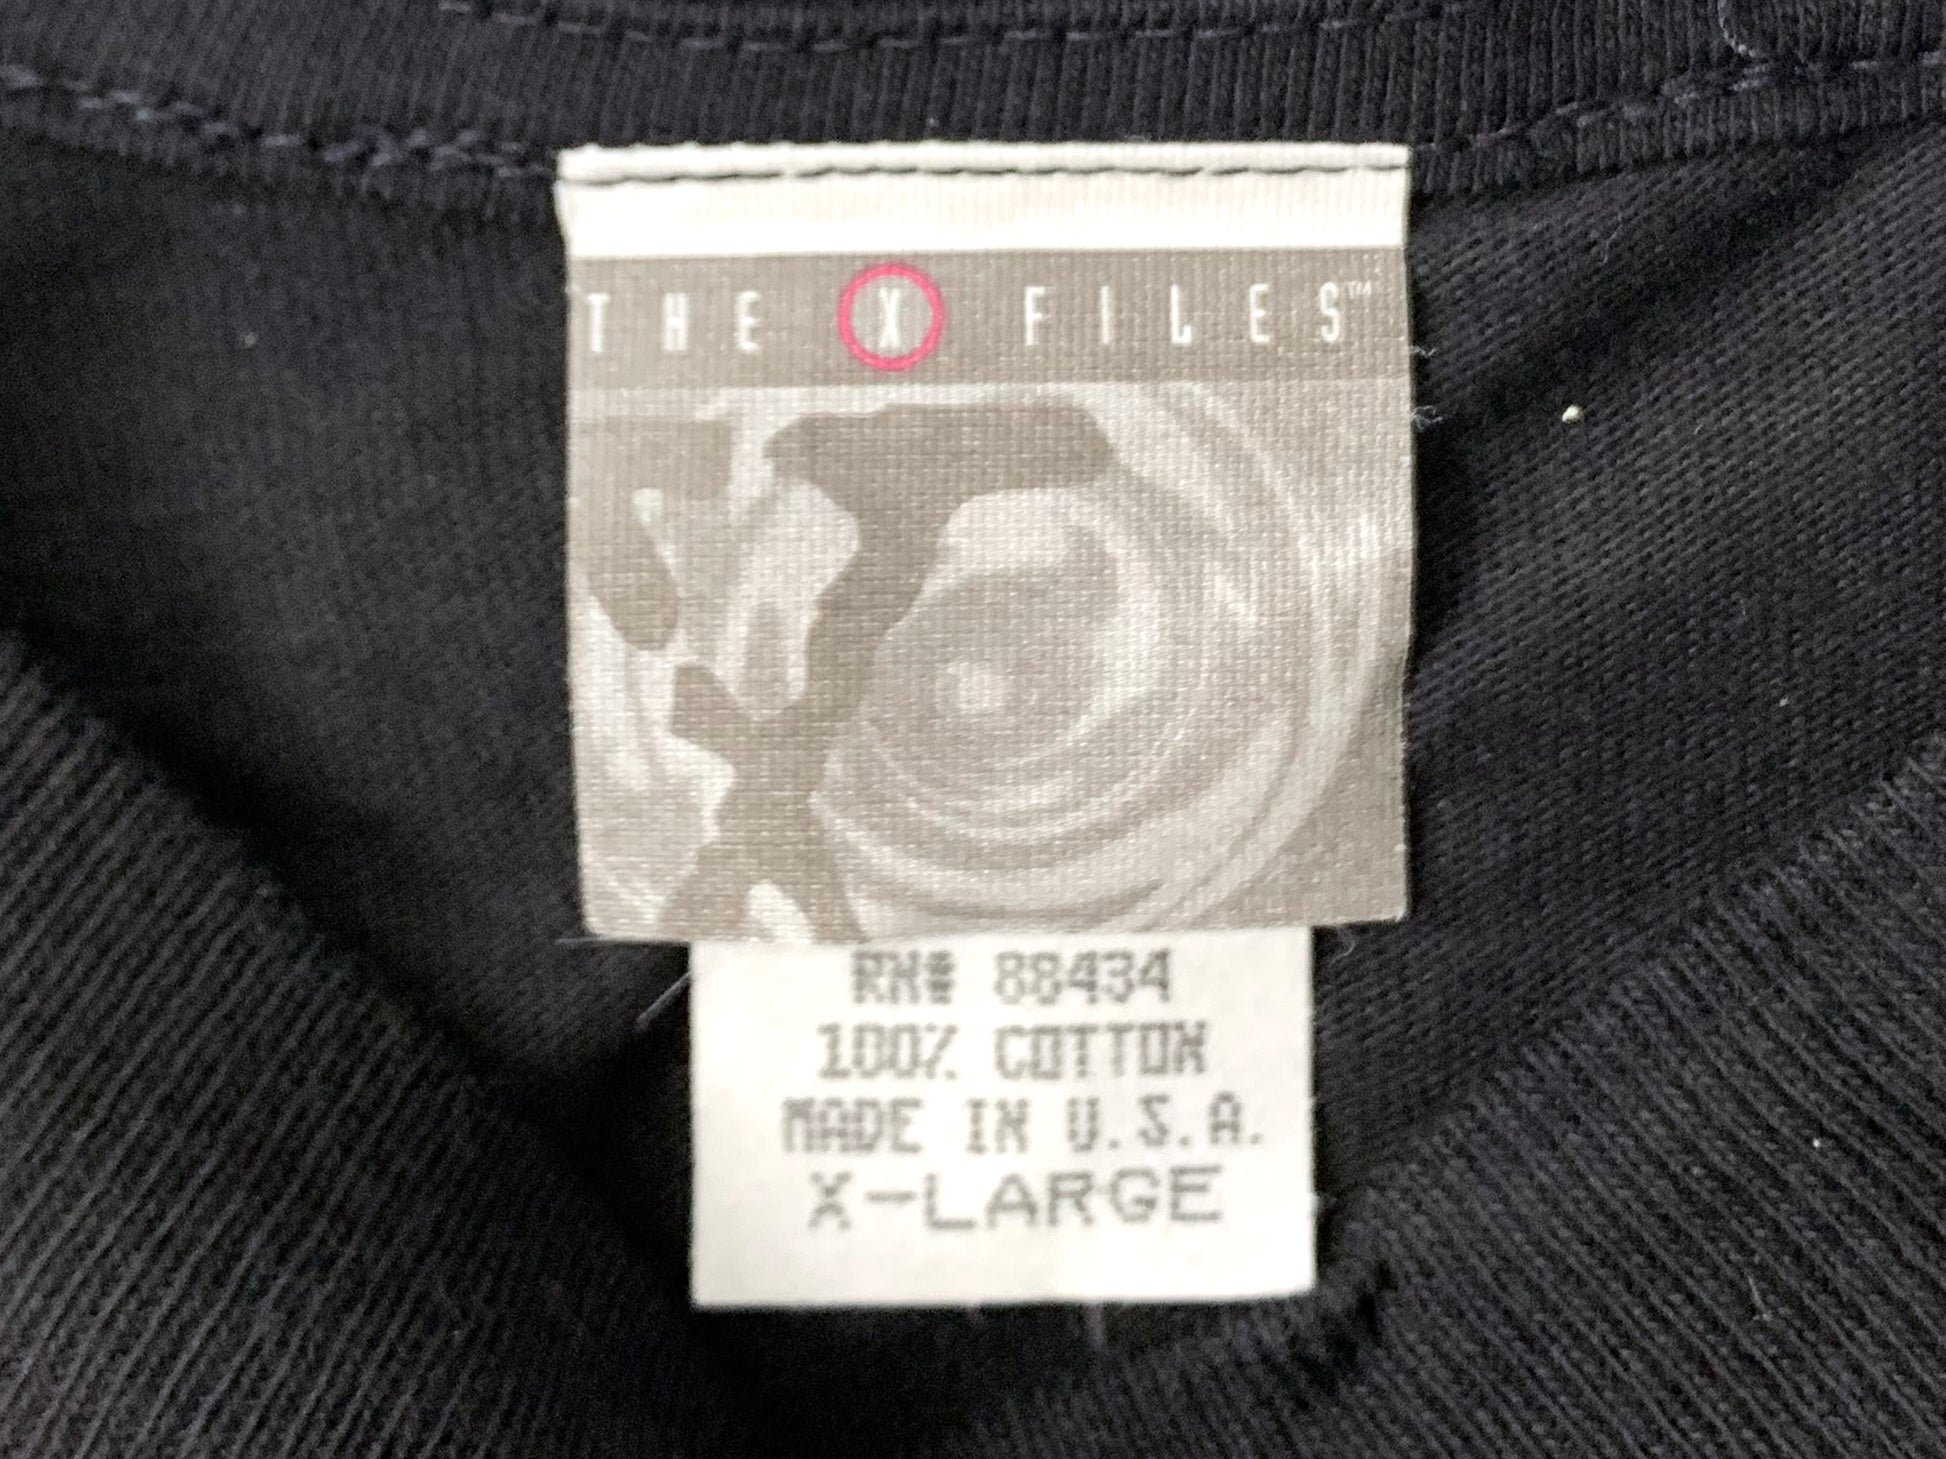 THE X FILES™
RN# 88434
100% COTTON
MADE IN U.S.A.
X-LARGE